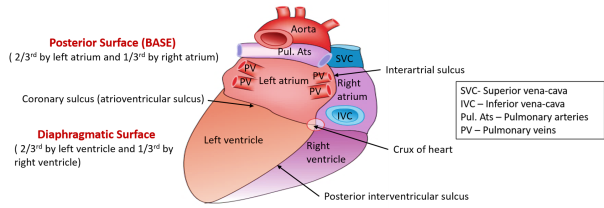 Aorta
Posterior Surface (BASE)
( 2/3rd by left atrium and 1/3rd by right atrium)
Pul. Ats
SVC
PV
PV
PV
PV
Left atrium
Interartrial sulcus
Right
atrium
Coronary sulcus (atrioventricular sulcus)
IVC
SVC- Superior vena-cava
IVC – Inferior vena-cava
Pul. Ats – Pulmonary arteries
PV – Pulmonary veins
Diaphragmatic Surface
( 2/3rd by left ventricle and 1/3rd by
right ventricle)
Left ventricle
Right
ventricle
Crux of heart
Posterior interventricular sulcus